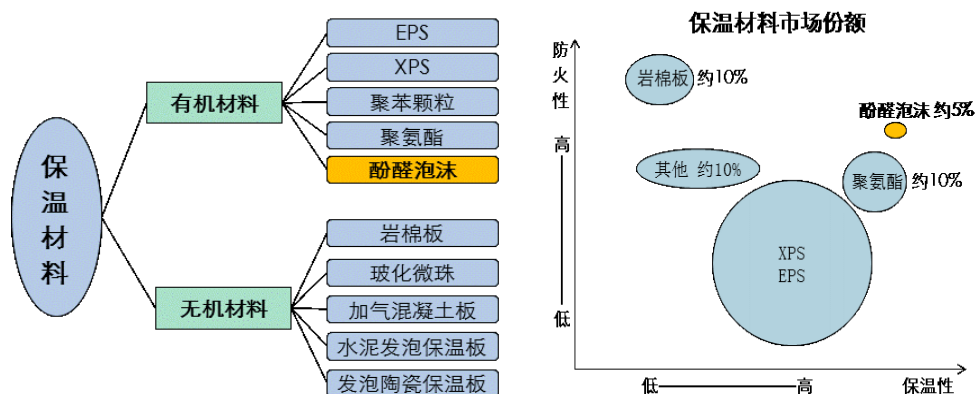 保温材料
有机材料
EPS
XPS
聚苯颗粒
聚氨酯
酚醛泡沫
无机材料
岩棉板
玻化微珠
加气混凝土板
水泥发泡保温板
发泡陶瓷保温板
保温材料市场份额
防火性
高
低
岩棉板 约10%
酚醛泡沫 约5%
其他 约10%
聚氨酯 约10%
XPS
EPS
低
高
保温性